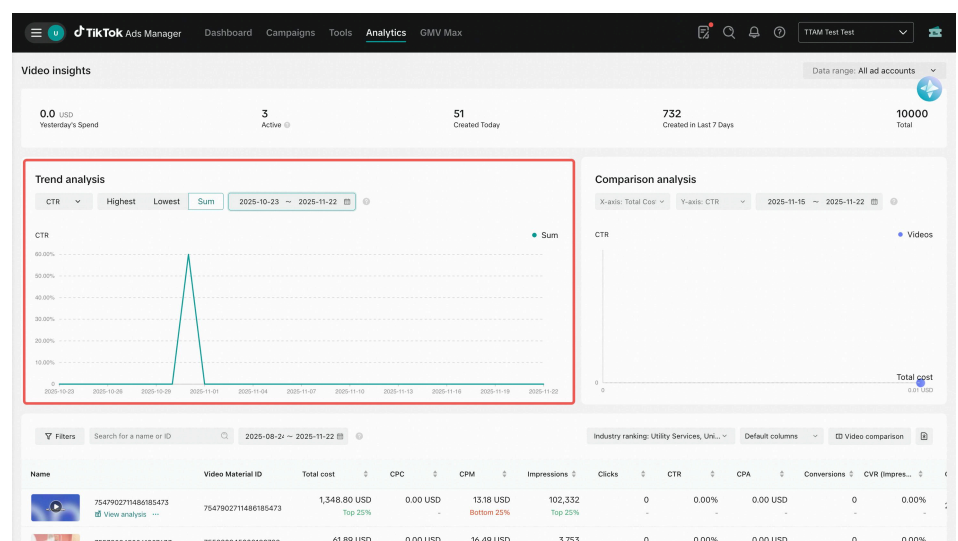 U TikTok Ads Manager Dashboard Campaigns Tools Analytics GMV Max TTAM Test Test
Video insights
Data range: All ad accounts
0.0 USD
Yesterday's Spend
3
Active
51
Created Today
732
Created in Last 7 Days
10000
Total
Trend analysis
CTR Highest Lowest Sum 2025-10-23 ~ 2025-11-22
CTR
Sum
60.00%
50.00%
40.00%
30.00%
20.00%
10.00%
0
2025-10-23 2025-10-26 2025-10-29 2025-11-01 2025-11-04 2025-11-07 2025-11-10 2025-11-13 2025-11-16 2025-11-19 2025-11-22
Comparison analysis
X-axis: Total Cos Y-axis: CTR 2025-11-15 ~ 2025-11-22
CTR
Videos
0
Total cost
0 0.01 USD
Filters Search for a name or ID 2025-08-24 ~ 2025-11-22 Industry ranking: Utility Services, Uni... Default columns Video comparison
Name Video Material ID Total cost CPC CPM Impressions Clicks CTR CPA Conversions CVR (Impres...
7547902711486185473 7547902711486185473 1,348.80 USD 0.00 USD 13.18 USD 102,332 0 0.00% 0.00 USD 0 0.00%
View analysis ... Top 25% - Bottom 25% Top 25% - - - - -
61.89 USD 0.00 USD 16.49 USD 3,753 0 0.00% 0.00 USD 0 0.00%